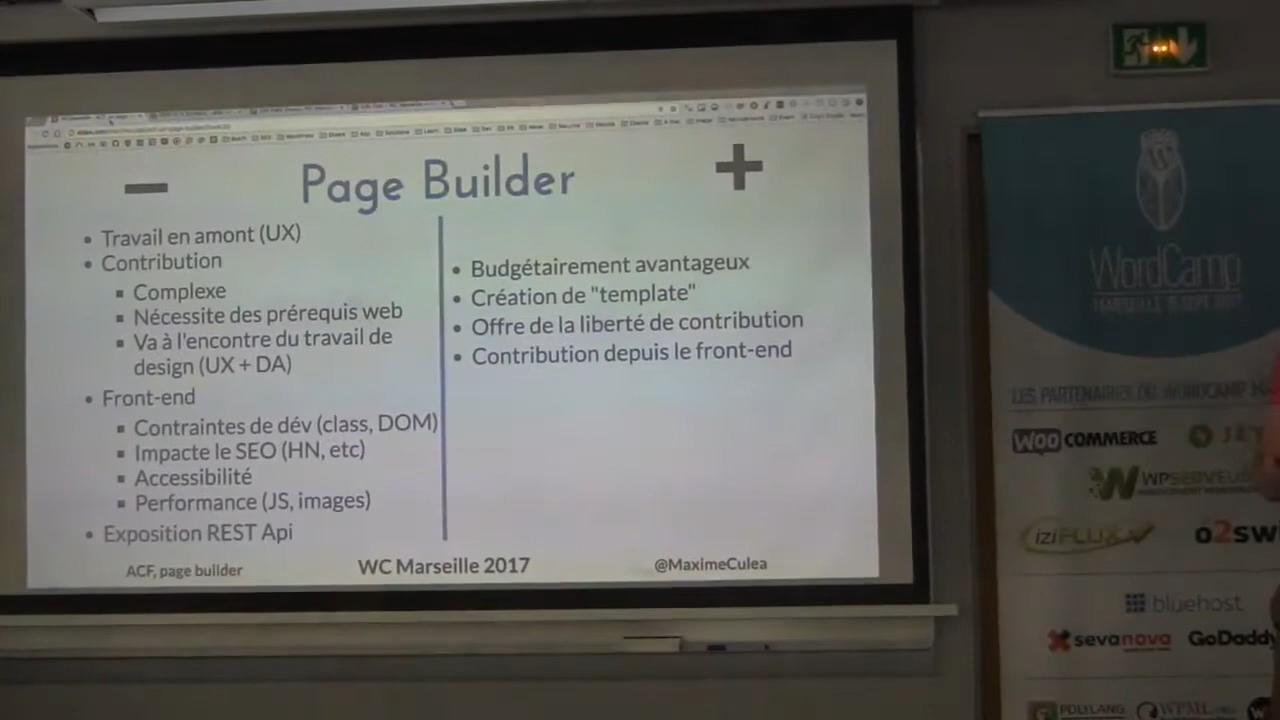 Page Builder
Travail en amont (UX)
Contribution
Complexe
Nécessite des prérequis web
Va à l'encontre du travail de
design (UX + DA)
Front-end
Contraintes de dév (class, DOM)
Impacte le SEO (HN, etc)
Accessibilité
Performance (JS, images)
Exposition REST Api
+
Budgétairement avantageux
Création de "template"
Offre de la liberté de contribution
Contribution depuis le front-end
ACF, page builder
WC Marseille 2017
@MaximeCulea
WordCamp
LES PARTENAIRES DU WORDCAMP
WOO COMMERCE
WPSERVEUR
iziFLUX
o2sw
bluehost
sevanova
GoDaddy
POLYLANG
WPML